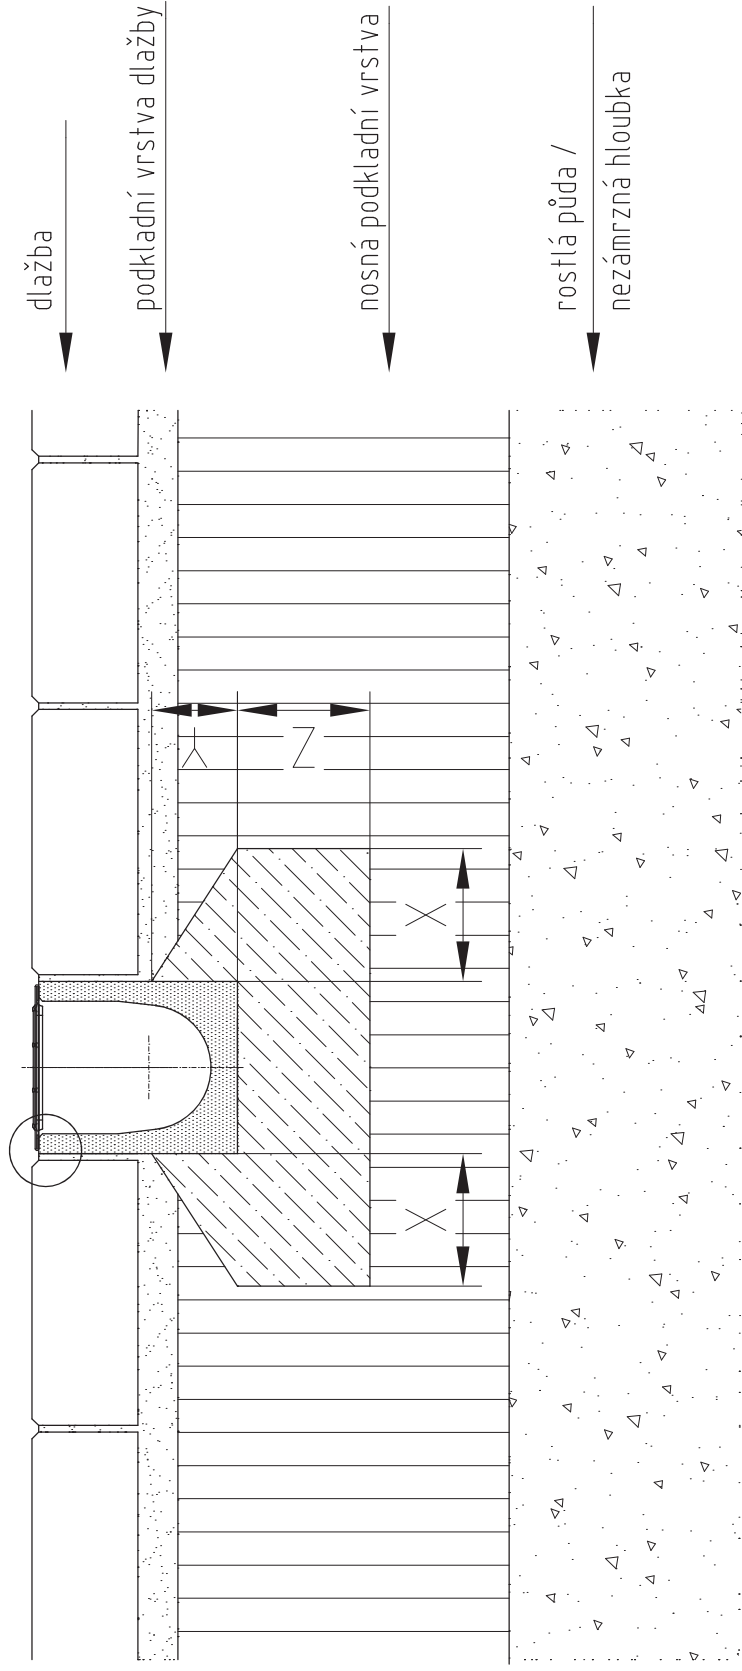 dlažba
podkladní vrstva dlažby
nosná podkladní vrstva
rostlá půda /
nezámrzná hloubka
Y
Z
X
X